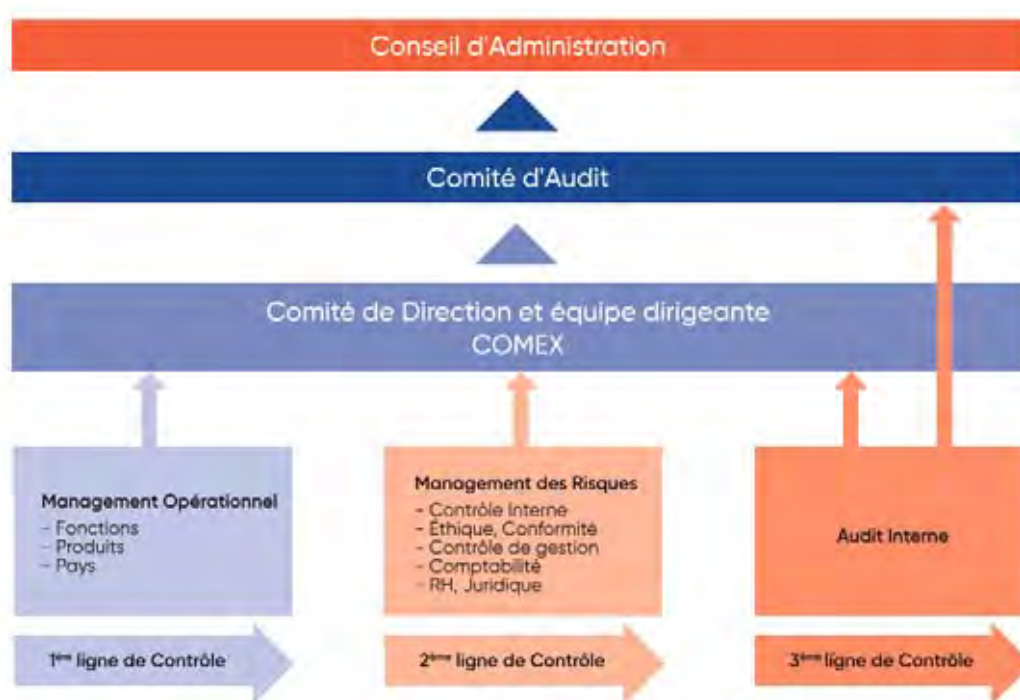 Conseil d'Administration
Comité d'Audit
Comité de Direction et équipe dirigeante
COMEX
Management Opérationnel
- Fonctions
- Produits
- Pays
Management des Risques
- Contrôle Interne
- Éthique, Conformité
- Contrôle de gestion
- Comptabilité
- RH, Juridique
Audit Interne
1ère ligne de Contrôle
2ème ligne de Contrôle
3ème ligne de Contrôle